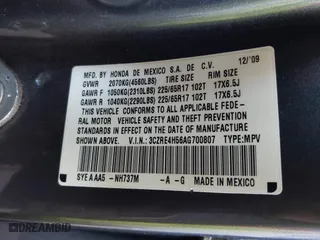 MFD. BY HONDA DE MEXICO S.A. DE C.V. 12/'09
TIRE SIZE RIM SIZE
GVWR 2070KG(4560LBS)
GAWR F 1050KG(2310LBS) 225/65R17 102T 17X6.5J
GAWR R 1040KG(2290LBS) 225/65R17 102T 17X6.5J
THIS VEHICLE CONFORMS TO ALL APPLICABLE FEDE-
RAL MOTOR VEHICLE SAFETY AND THEFT PREVENTION
STANDARDS IN EFFECT ON THE DATE OF MANUFACTURE
SHOWN ABOVE. V.I.N.: 3CZRE4H56AG700807 TYPE:MPV
SYE A AA5 -NH737M -A -G MADE IN MEXICO